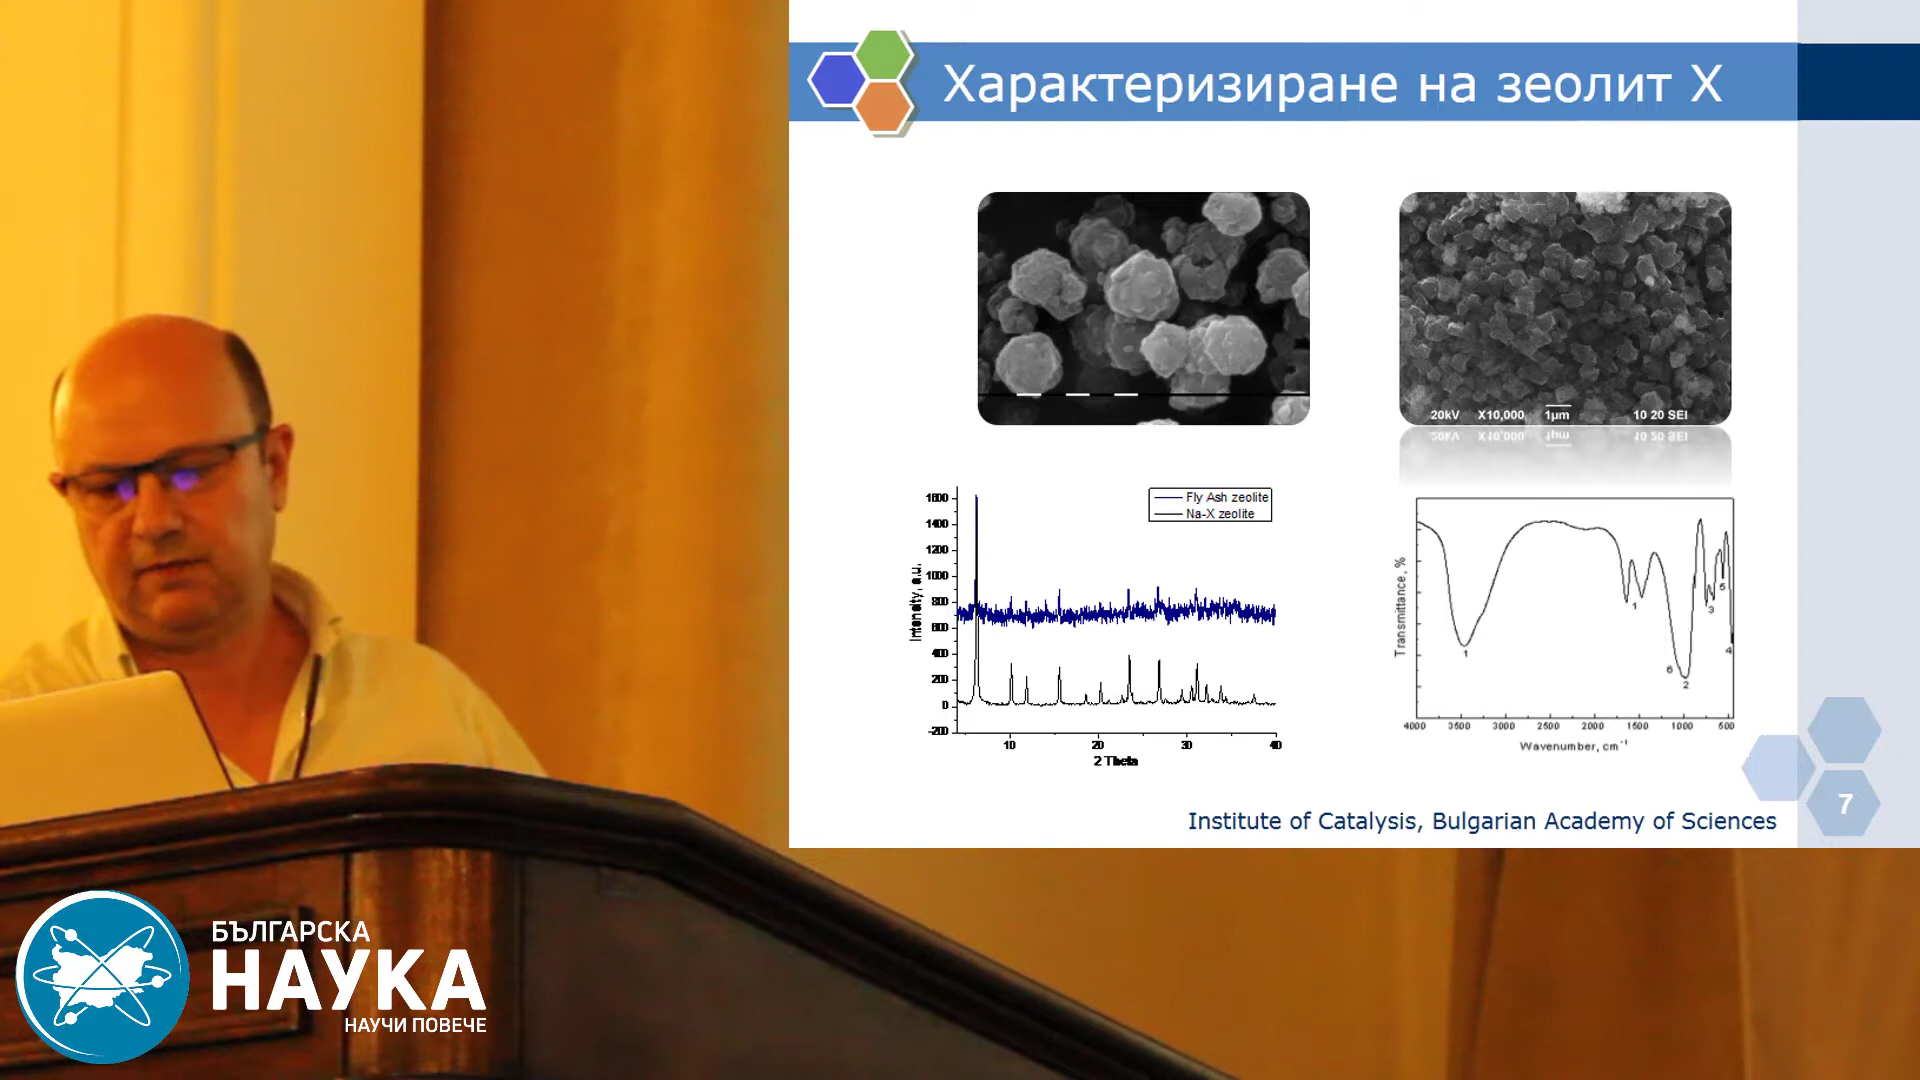 Характеризиране на зеолит X
20kV X10,000 1µm 10 20 SEI
1600
1400
1200
1000
800
600
400
200
0
-200
Intensity, a.u.
Fly Ash zeolite
Na-X zeolite
10 20 30 40
2 Theta
Transmittance, %
1
1
2
3
4
5
6
4000 3500 3000 2500 2000 1500 1000 500
Wavenumber, cm⁻¹
7
Institute of Catalysis, Bulgarian Academy of Sciences
БЪЛГАРСКА
НАУКА
НАУЧИ ПОВЕЧЕ